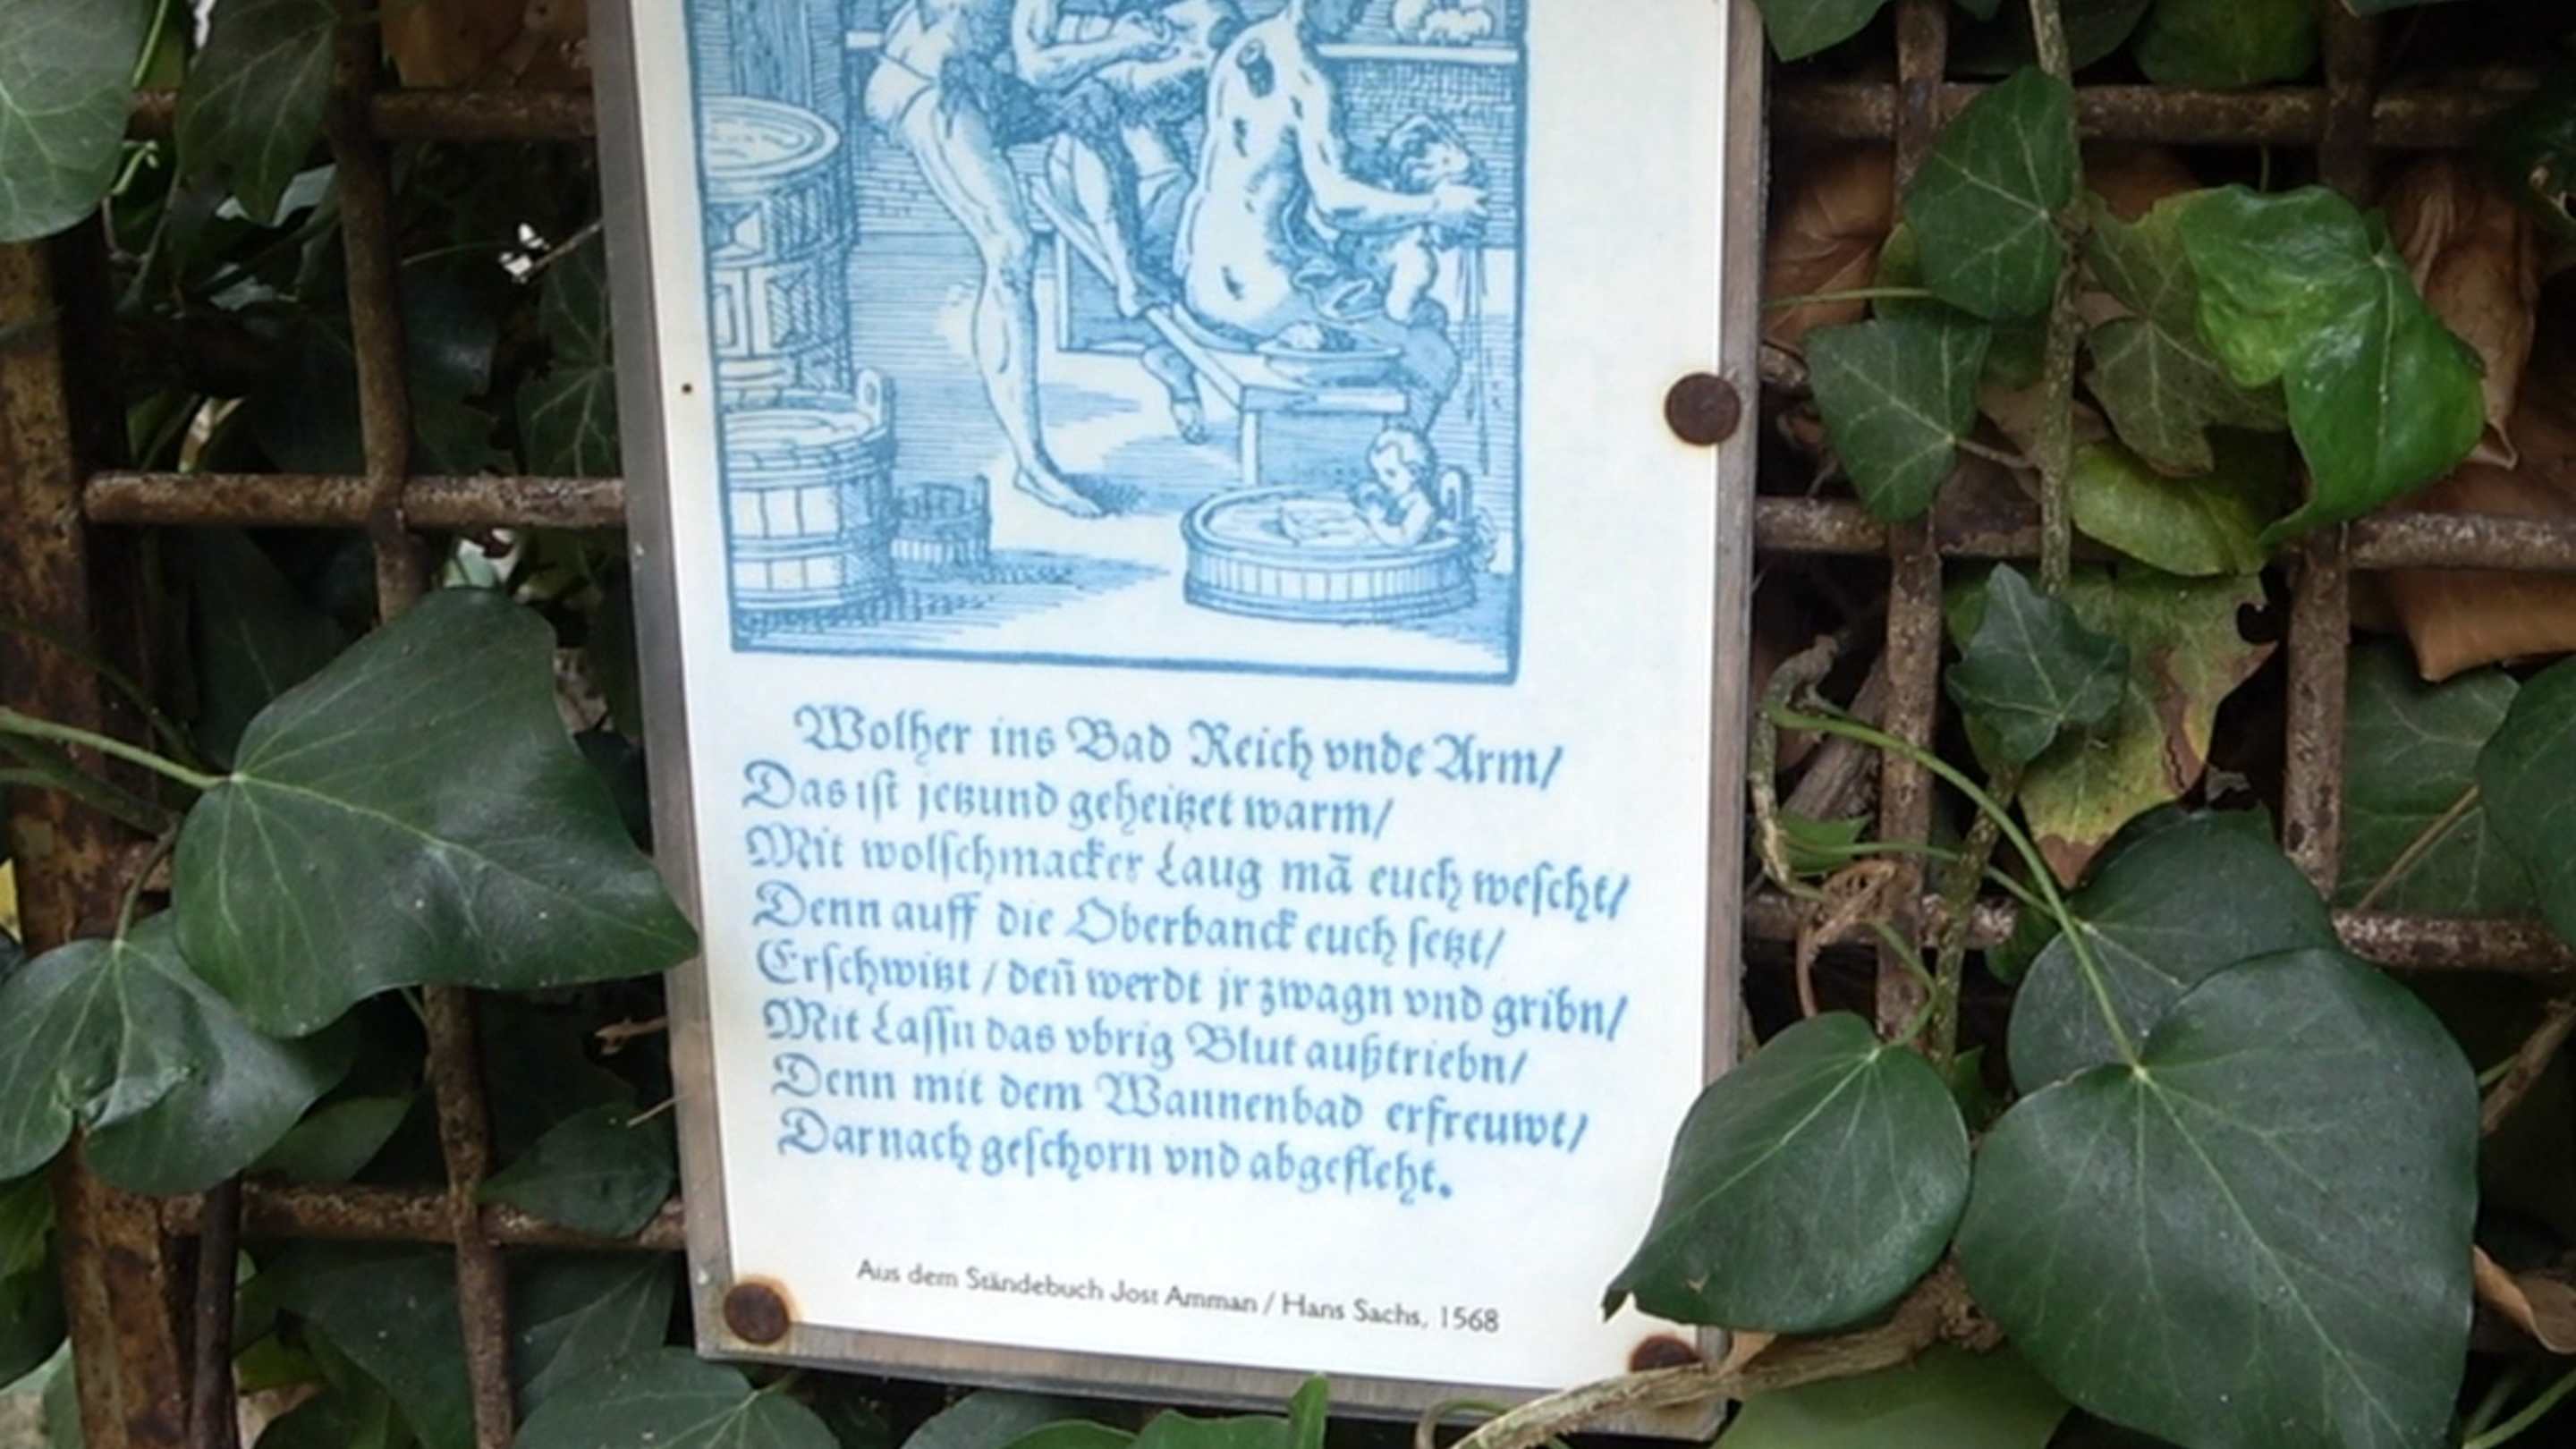 Wolher ins Bad Reich vnde Arm/
Das iſt jetzund geheitzet warm/
Mit wolſchmacker Laug mã euch weſcht/
Denn auff die Oberbanck euch ſetzt/
Erſchwitzt / deñ werdt jr zwagn vnd gribn/
Mit Laſſn das vbrig Blut außtriebn/
Denn mit dem Wannenbad erfreuwt/
Darnach geſchorn vnd abgefleht.
Aus dem Ständebuch Jost Amman / Hans Sachs, 1568